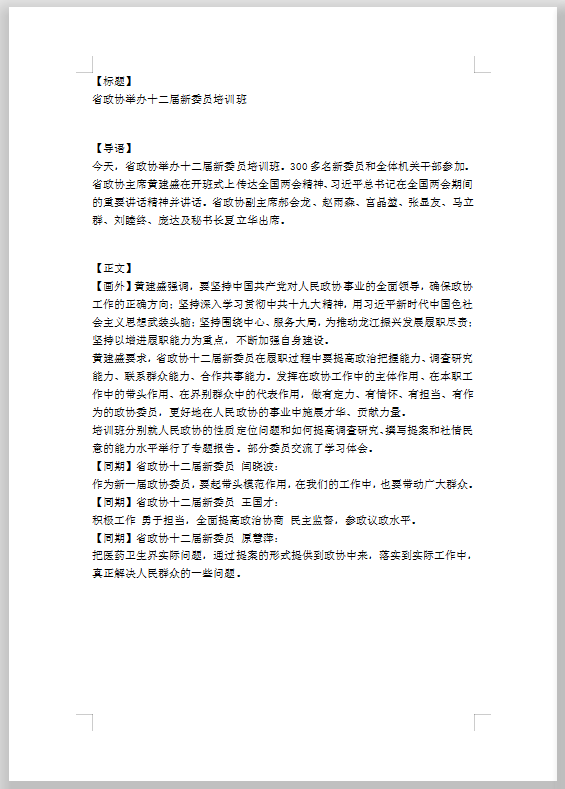 【标题】
省政协举办十二届新委员培训班
【导语】
今天，省政协举办十二届新委员培训班。300多名新委员和全体机关干部参加。
省政协主席黄建盛在开班式上传达全国两会精神、习近平总书记在全国两会期间
的重要讲话精神并讲话。省政协副主席郝会龙、赵雨森、宫晶堃、张显友、马立
群、刘睦终、庞达及秘书长夏立华出席。
【正文】
【画外】黄建盛强调，要坚持中国共产党对人民政协事业的全面领导，确保政协
工作的正确方向；坚持深入学习贯彻中共十九大精神，用习近平新时代中国色社
会主义思想武装头脑；坚持围绕中心、服务大局，为推动龙江振兴发展履职尽责；
坚持以增进履职能力为重点，不断加强自身建设。
黄建盛要求，省政协十二届新委员在履职过程中要提高政治把握能力、调查研究
能力、联系群众能力、合作共事能力。发挥在政协工作中的主体作用、在本职工
作中的带头作用、在界别群众中的代表作用，做有定力、有情怀、有担当、有作
为的政协委员，更好地在人民政协的事业中施展才华、贡献力量。
培训班分别就人民政协的性质定位问题和如何提高调查研究、撰写提案和社情民
意的能力水平举行了专题报告。部分委员交流了学习体会。
【同期】省政协十二届新委员 闫晓波：
作为新一届政协委员，要起带头模范作用，在我们的工作中，也要带动广大群众。
【同期】省政协十二届新委员 王国才：
积极工作 勇于担当，全面提高政治协商 民主监督，参政议政水平。
【同期】省政协十二届新委员 原慧萍：
把医药卫生界实际问题，通过提案的形式提供到政协中来，落实到实际工作中，
真正解决人民群众的一些问题。